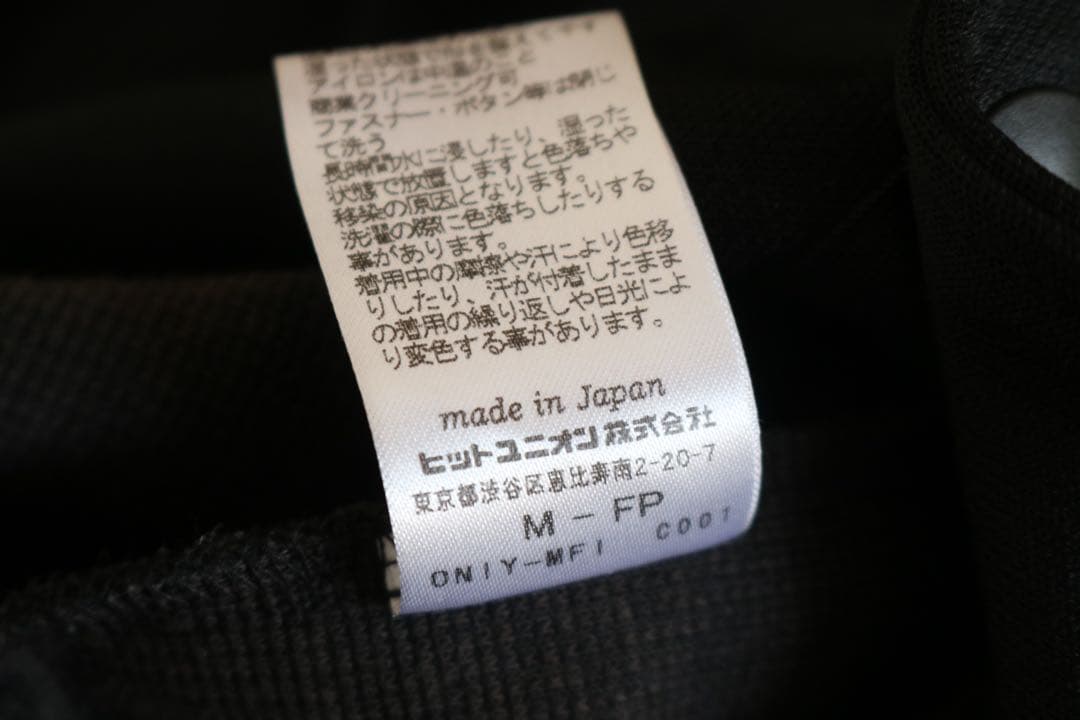 アイロンは中温のこと
商業クリーニング可
ファスナー・ボタン等は閉じ
て洗う
長時間水に浸したり、湿った
状態で放置しますと色落ちや
移染の原因となります。
洗濯の際に色落ちしたりする
事があります。
着用中の摩擦や汗により色移
りしたり、汗が付着したまま
の着用の繰り返しや日光によ
り変色する事があります。
made in Japan
ヒットユニオン株式会社
東京都渋谷区恵比寿南2-20-7
M - FP
ONIY-MFI C001